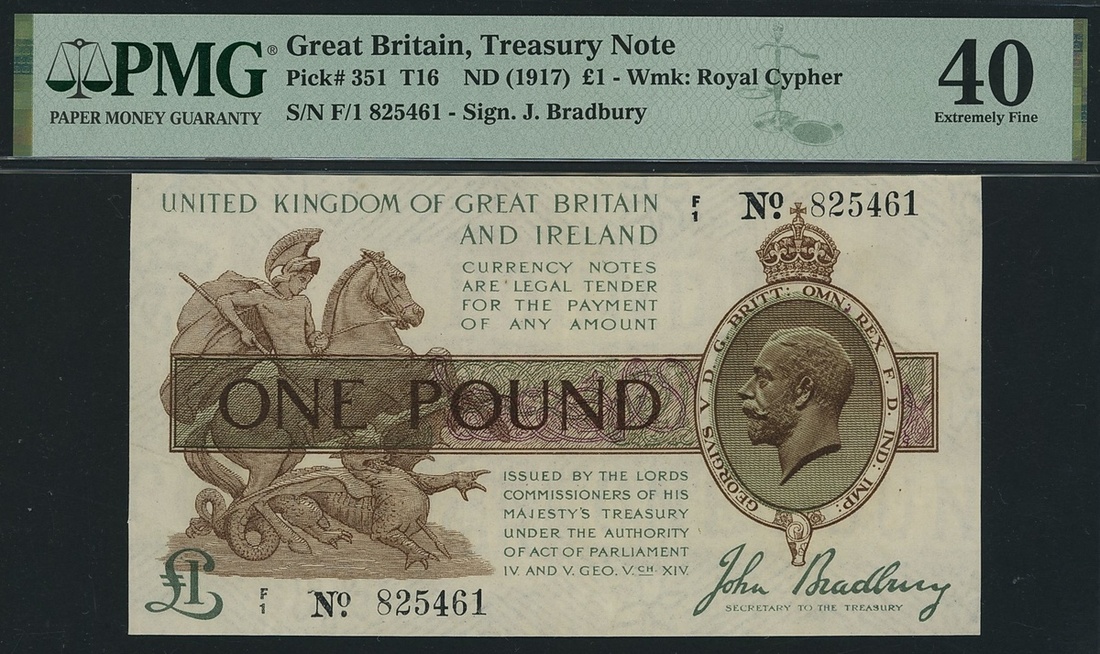 PMG®
PAPER MONEY GUARANTY
Great Britain, Treasury Note
Pick# 351 T16 ND (1917) £1 - Wmk: Royal Cypher
S/N F/1 825461 - Sign. J. Bradbury
40
Extremely Fine
UNITED KINGDOM OF GREAT BRITAIN
AND IRELAND
F
1
No 825461
CURRENCY NOTES
ARE LEGAL TENDER
FOR THE PAYMENT
OF ANY AMOUNT
GEORGIVS V D. G. BRITT: OMN: REX F. D. IND: IMP:
ONE POUND
ISSUED BY THE LORDS
COMMISSIONERS OF HIS
MAJESTY'S TREASURY
UNDER THE AUTHORITY
OF ACT OF PARLIAMENT
IV. AND V. GEO. V. CH. XIV.
£1
F
1
No 825461
John Bradbury
SECRETARY TO THE TREASURY